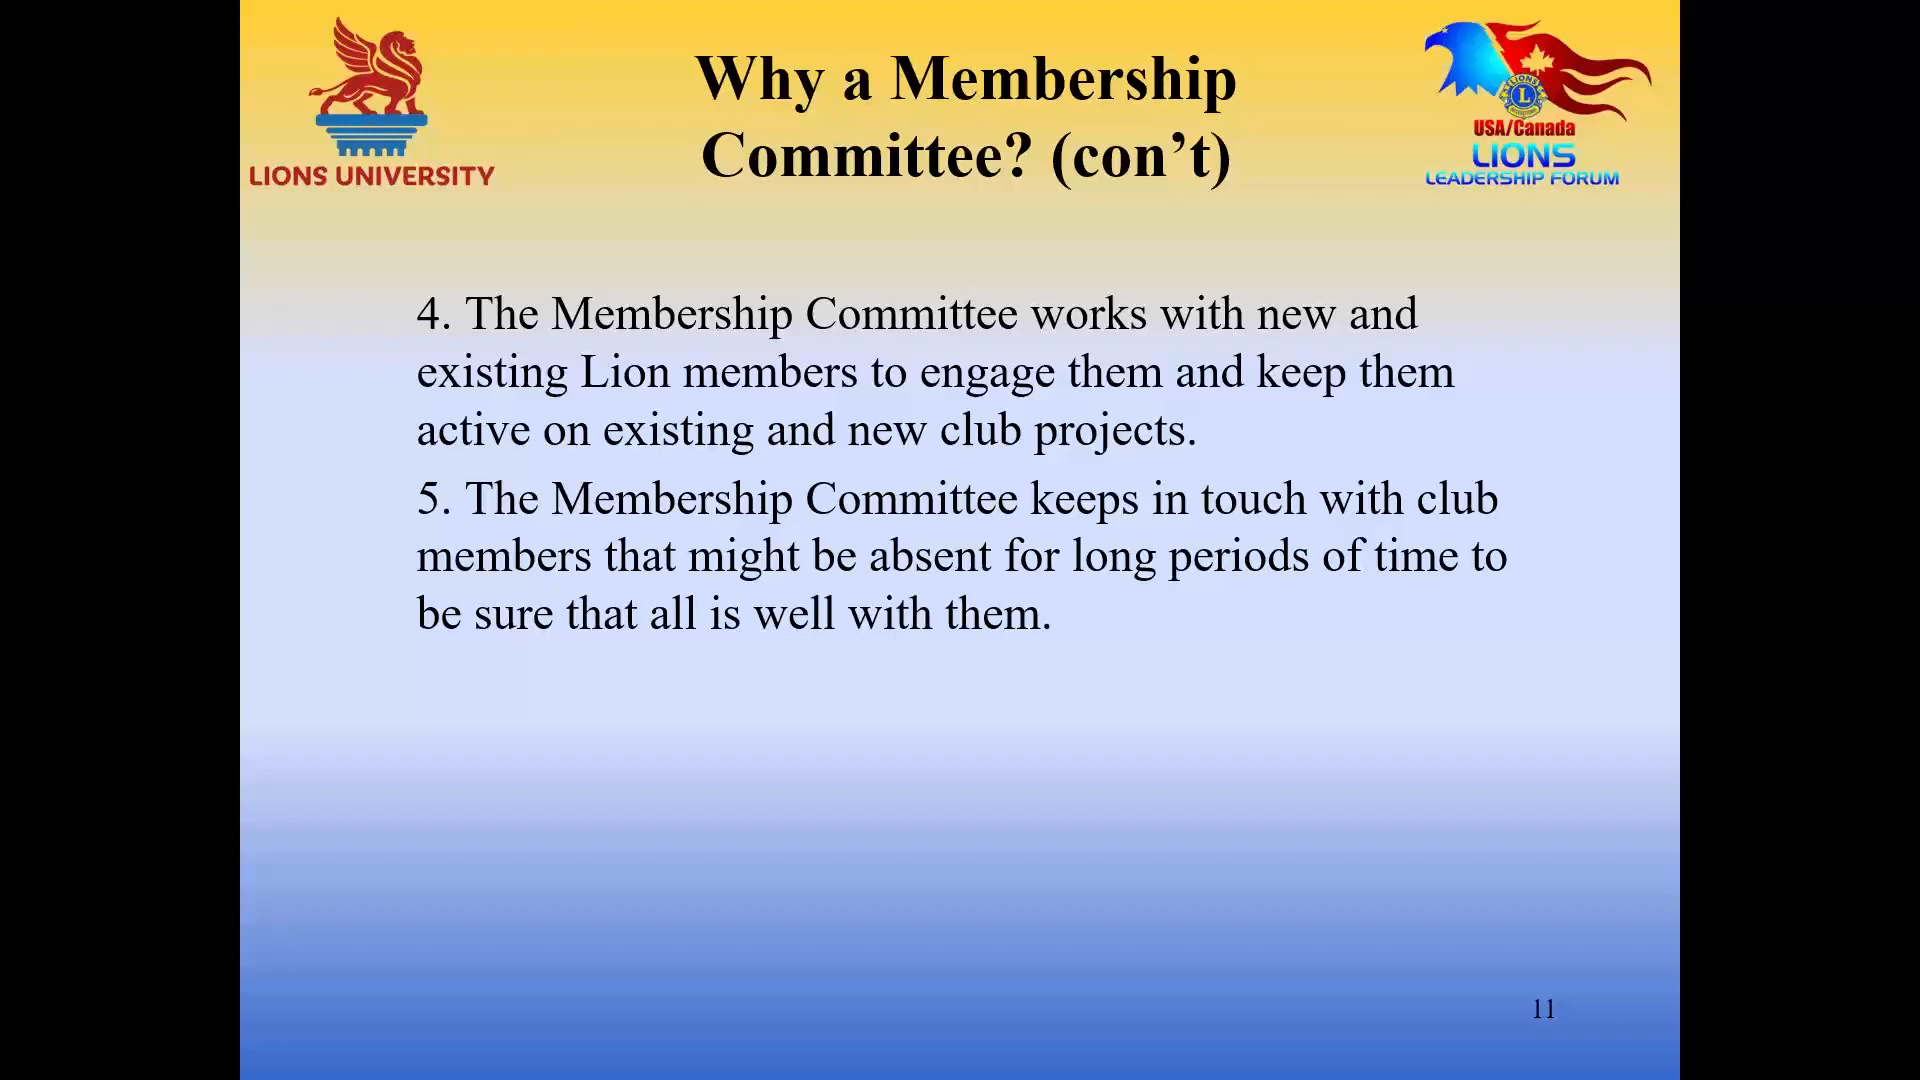 LIONS UNIVERSITY
Why a Membership
Committee? (con’t)
LIONS
L
USA/Canada
LIONS
LEADERSHIP FORUM
4. The Membership Committee works with new and
existing Lion members to engage them and keep them
active on existing and new club projects.
5. The Membership Committee keeps in touch with club
members that might be absent for long periods of time to
be sure that all is well with them.
11